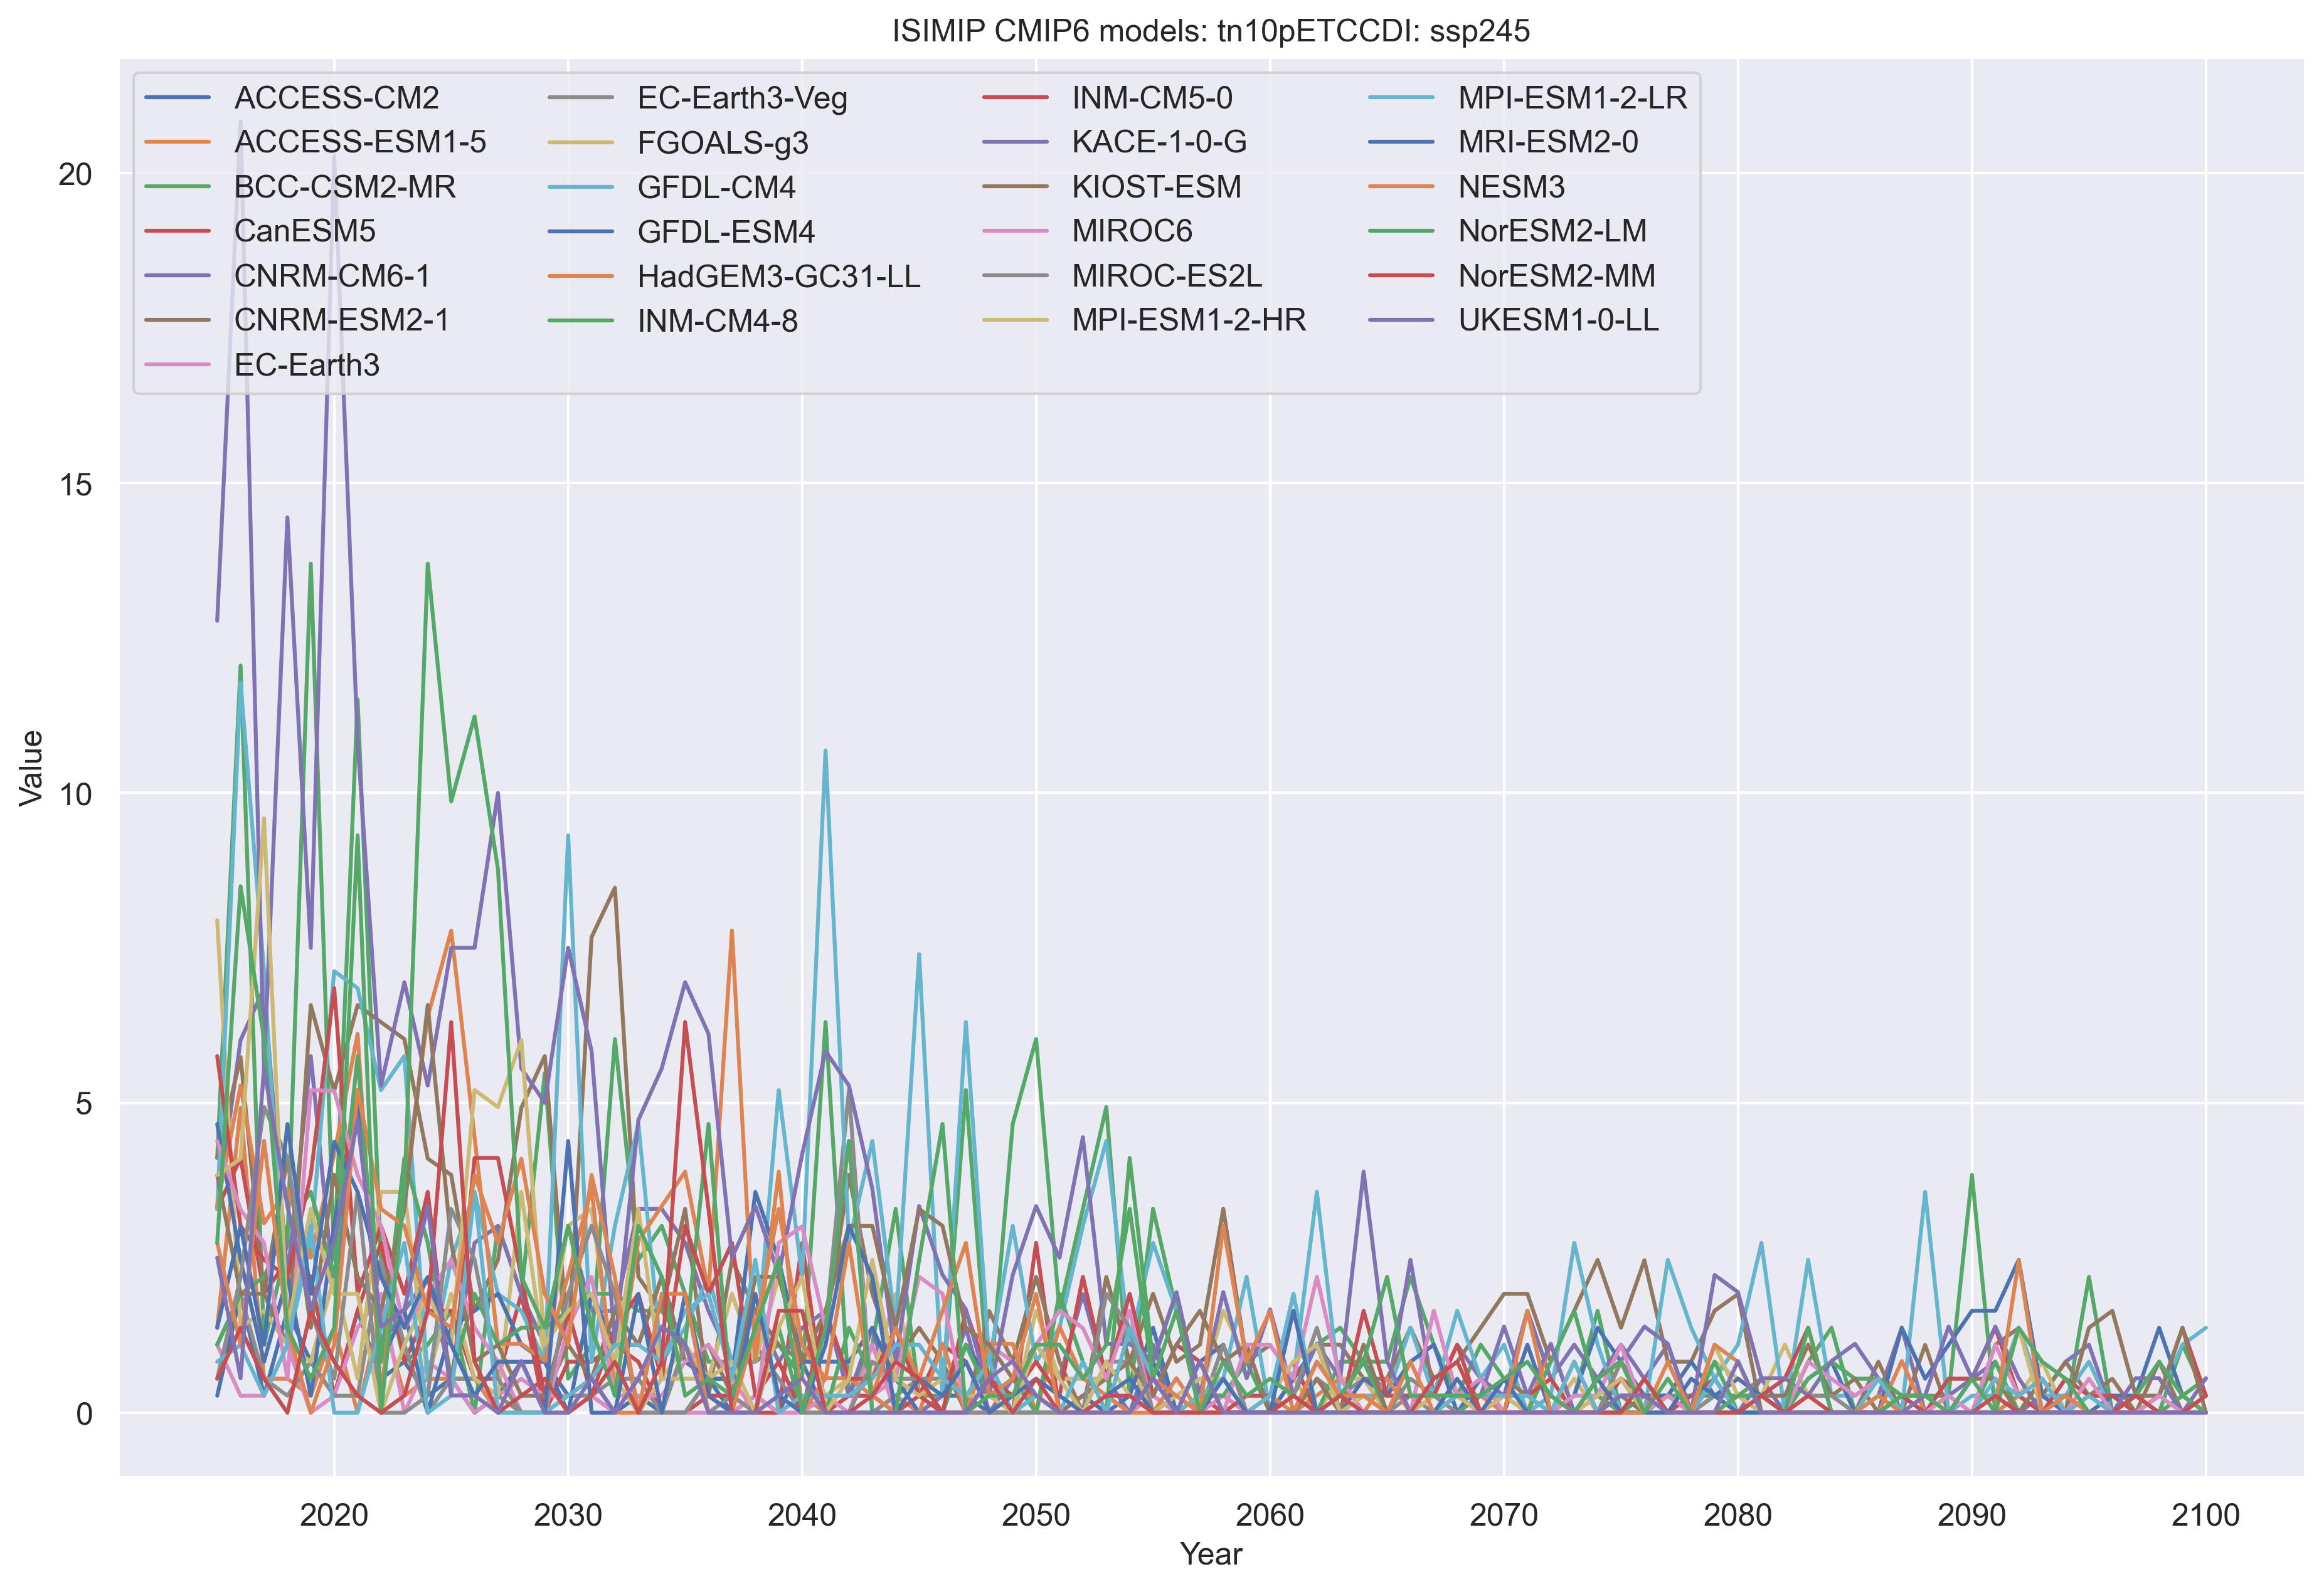 ISIMIP CMIP6 models: tn10pETCCDI: ssp245
ACCESS-CM2
ACCESS-ESM1-5
BCC-CSM2-MR
CanESM5
CNRM-CM6-1
CNRM-ESM2-1
EC-Earth3
EC-Earth3-Veg
FGOALS-g3
GFDL-CM4
GFDL-ESM4
HadGEM3-GC31-LL
INM-CM4-8
INM-CM5-0
KACE-1-0-G
KIOST-ESM
MIROC6
MIROC-ES2L
MPI-ESM1-2-HR
MPI-ESM1-2-LR
MRI-ESM2-0
NESM3
NorESM2-LM
NorESM2-MM
UKESM1-0-LL
20
15
10
5
0
Value
2020 2030 2040 2050 2060 2070 2080 2090 2100
Year